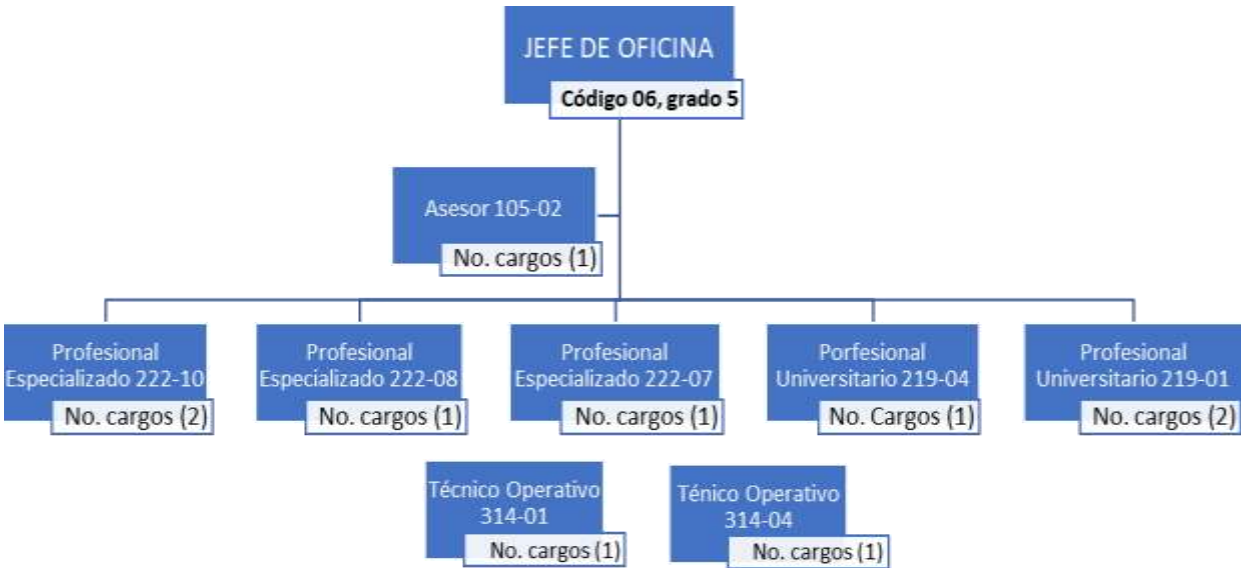 JEFE DE OFICINA
Código 06, grado 5
Asesor 105-02
No. cargos (1)
Profesional
Especializado 222-10
No. cargos (2)
Profesional
Especializado 222-08
No. cargos (1)
Profesional
Especializado 222-07
No. cargos (1)
Porfesional
Universitario 219-04
No. Cargos (1)
Profesional
Universitario 219-01
No. cargos (2)
Técnico Operativo
314-01
No. cargos (1)
Ténico Operativo
314-04
No. cargos (1)